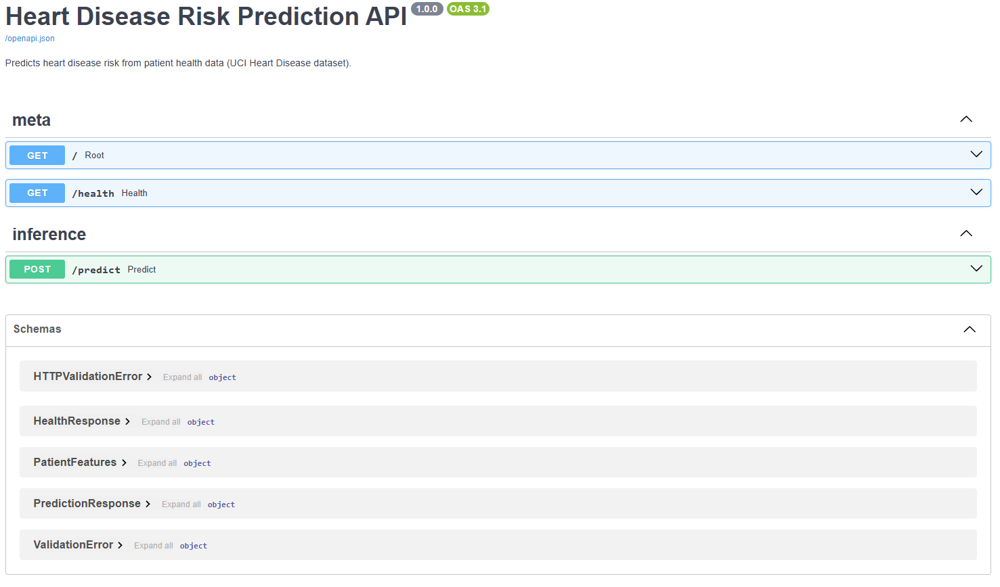 Heart Disease Risk Prediction API 1.0.0 OAS 3.1
/openapi.json
Predicts heart disease risk from patient health data (UCI Heart Disease dataset).
meta
GET / Root
GET /health Health
inference
POST /predict Predict
Schemas
HTTPValidationError Expand all object
HealthResponse Expand all object
PatientFeatures Expand all object
PredictionResponse Expand all object
ValidationError Expand all object